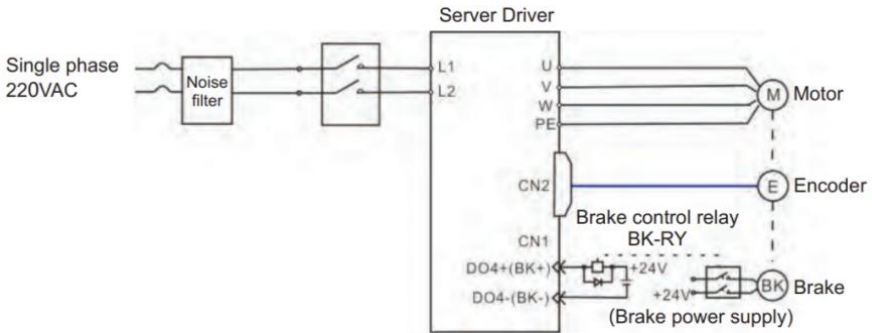 Server Driver
Single phase
220VAC
Noise
filter
L1
L2
U
V
W
PE
M
Motor
CN2
E
Encoder
Brake control relay
BK-RY
CN1
DO4+(BK+)
+24V
DO4-(BK-)
+24V
BK
Brake
(Brake power supply)